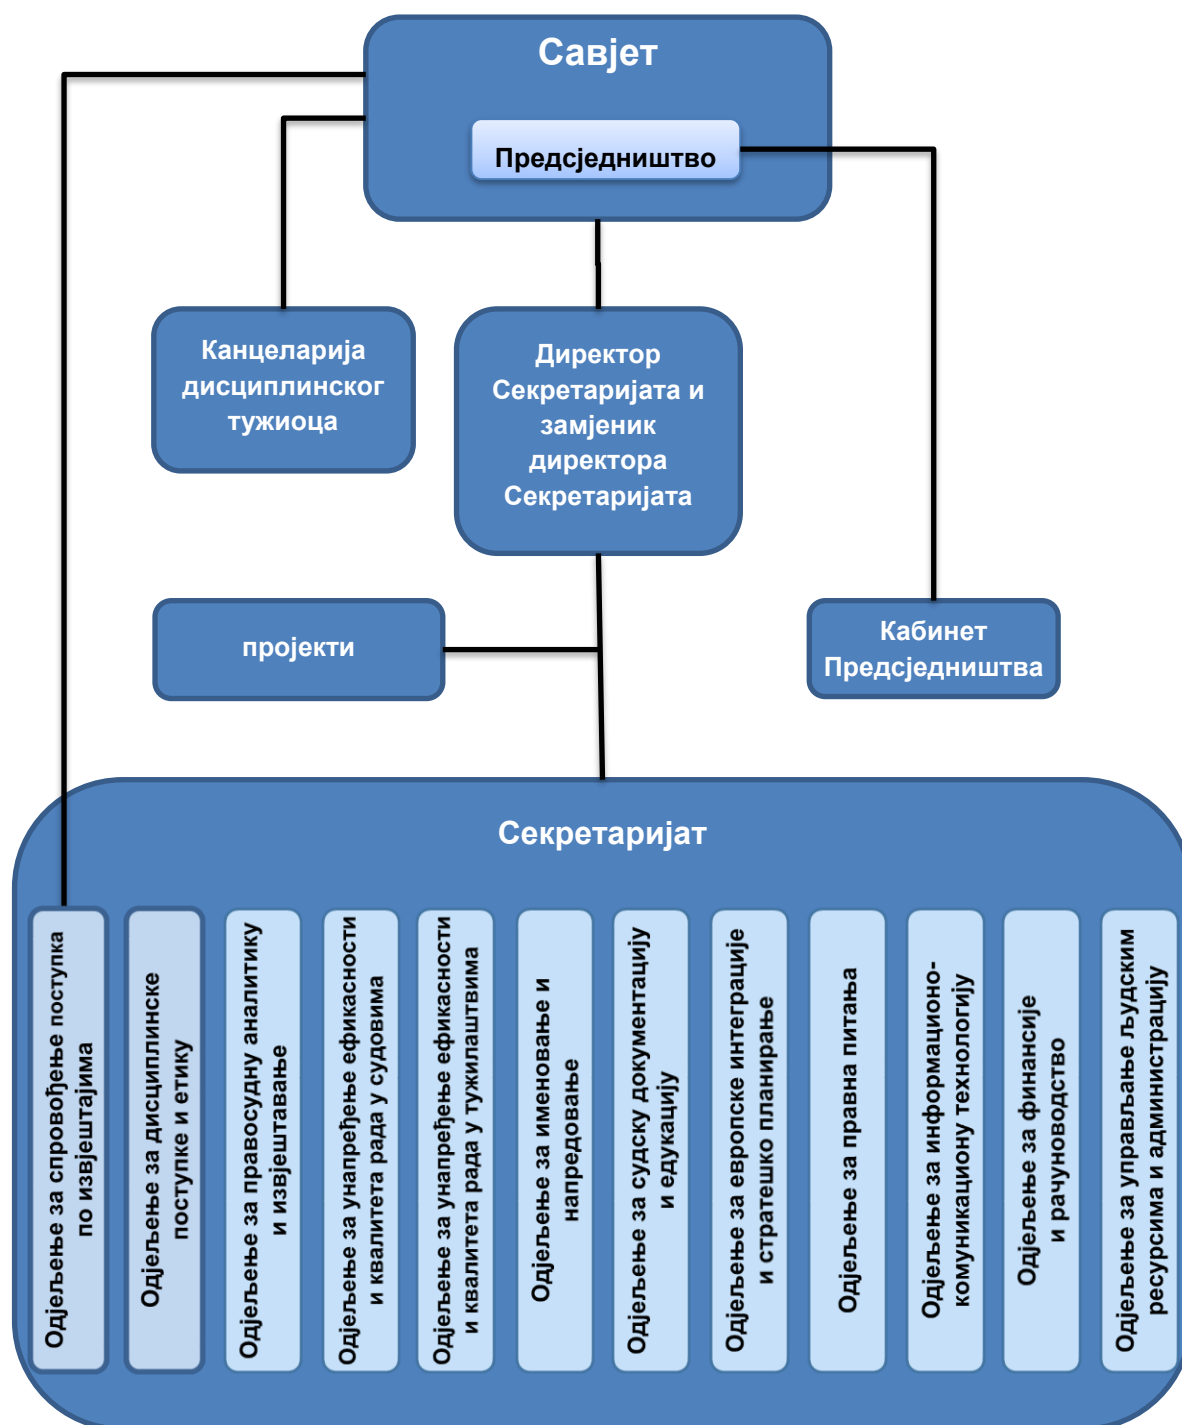 Савјет
Предсједништво
Канцеларија
дисциплинског
тужиоца
Директор
Секретаријата и
замјеник
директора
Секретаријата
пројекти
Кабинет
Предсједништва
Секретаријат
Одјељење за спровођење поступка
по извјештајима
Одјељење за дисциплинске
поступке и етику
Одјељење за правосудну аналитику
и извјештавање
Одјељење за унапређење ефикасности
и квалитета рада у судовима
Одјељење за унапређење ефикасности
и квалитета рада у тужилаштвима
Одјељење за именовање и
напредовање
Одјељење за судску документацију
и едукацију
Одјељење за европске интеграције
и стратешко планирање
Одјељење за правна питања
Одјељење за информационо-
комуникациону технологију
Одјељење за финансије
и рачуноводство
Одјељење за управљање људским
ресурсима и администрацију